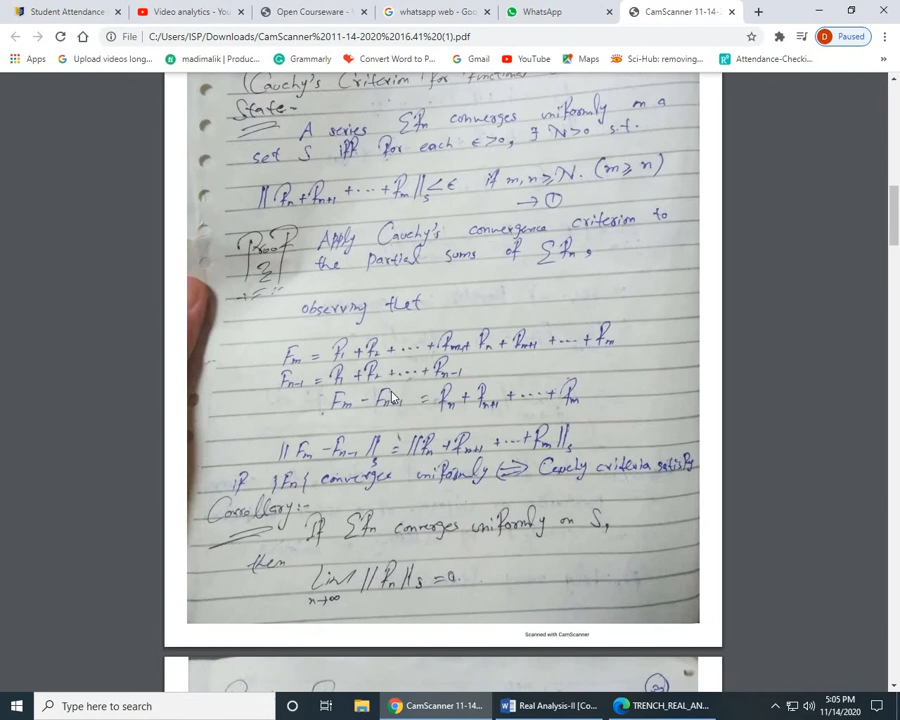 Student Attendance
Video analytics - You
Open Courseware -
whatsapp web - Goo
WhatsApp
CamScanner 11-14-
File
C:/Users/ISP/Downloads/CamScanner%2011-14-2020%2016.41%20(1).pdf
D
Paused
Apps
Upload videos long...
madimalik | Produc...
Grammarly
Convert Word to P...
Gmail
YouTube
Maps
Sci-Hub: removing...
Attendance-Checki...
(Cauchy's Criterion for functions
State:-
A series Σfn converges uniformly on a
set S iff for each ϵ>0, ∃ N>0 s.t.
||fn+fn+1 + ... +fm||s<ϵ if m,n≥N. (m≥n)
→ ①
Proof
Apply Cauchy's convergence criterion to
the partial sums of Σfn,
observing that
Fm = f1 + f2 + ... + fn-1 + fn + fn+1 + ... + fm
Fn-1 = f1 + f2 + ... + fn-1
Fm - Fn-1 = fn + fn+1 + ... + fm
|| Fm - Fn-1 ||s = ||fn + fn+1 + ... + fm||s
if {Fn} converges uniformly ⟺ Cauchy criteria satisfy
Corrollary:-
If Σfn converges uniformly on S,
then
Lim ||fn||s = 0.
n→∞
Scanned with CamScanner
Type here to search
CamScanner 11-14...
Real Analysis-II [Co...
TRENCH_REAL_AN...
5:05 PM
11/14/2020